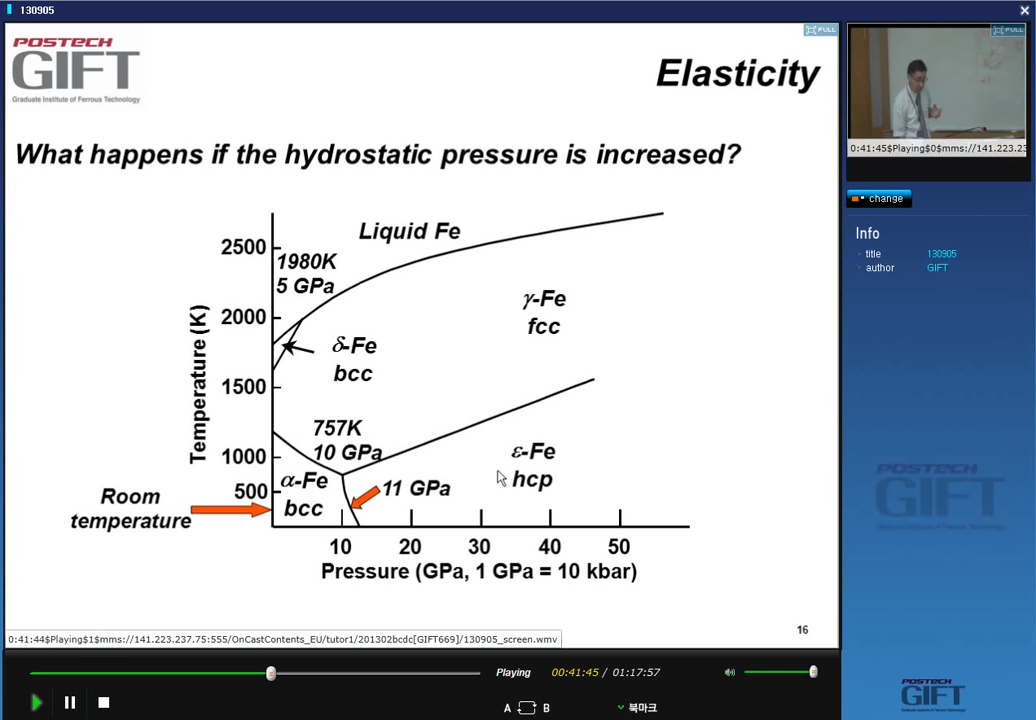 130905
FULL
POSTECH
GIFT
Graduate Institute of Ferrous Technology
Elasticity
What happens if the hydrostatic pressure is increased?
Temperature (K)
2500
2000
1500
1000
500
Liquid Fe
1980K
5 GPa
γ-Fe
fcc
δ-Fe
bcc
757K
10 GPa
α-Fe
bcc
11 GPa
ε-Fe
hcp
Room
temperature
10 20 30 40 50
Pressure (GPa, 1 GPa = 10 kbar)
16
0:41:44$Playing$1$mms://141.223.237.75:555/OnCastContents_EU/tutor1/201302bcdc[GIFT669]/130905_screen.wmv
Playing 00:41:45 / 01:17:57
A B 북마크
FULL
0:41:45$Playing$0$mms://141.223.23
change
Info
title 130905
author GIFT
POSTECH
GIFT
POSTECH
GIFT